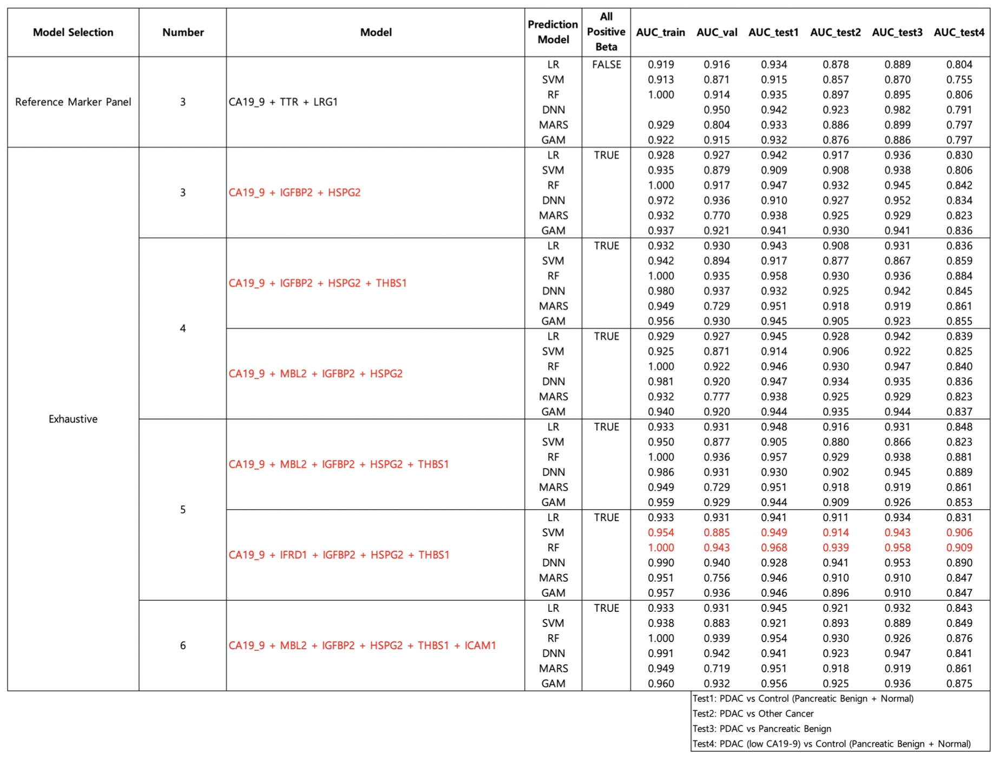 Model Selection Number Model Prediction Model All Positive Beta AUC_train AUC_val AUC_test1 AUC_test2 AUC_test3 AUC_test4
Reference Marker Panel 3 CA19_9 + TTR + LRG1
LR FALSE 0.919 0.916 0.934 0.878 0.889 0.804
SVM 0.913 0.871 0.915 0.857 0.870 0.755
RF 1.000 0.914 0.935 0.897 0.895 0.806
DNN 0.950 0.942 0.923 0.982 0.791
MARS 0.929 0.804 0.933 0.886 0.899 0.797
GAM 0.922 0.915 0.932 0.876 0.886 0.797
Exhaustive
3 CA19_9 + IGFBP2 + HSPG2
LR TRUE 0.928 0.927 0.942 0.917 0.936 0.830
SVM 0.935 0.879 0.909 0.908 0.938 0.806
RF 1.000 0.917 0.947 0.932 0.945 0.842
DNN 0.972 0.936 0.910 0.927 0.952 0.834
MARS 0.932 0.770 0.938 0.925 0.929 0.823
GAM 0.937 0.921 0.941 0.930 0.941 0.836
4
CA19_9 + IGFBP2 + HSPG2 + THBS1
LR TRUE 0.932 0.930 0.943 0.908 0.931 0.836
SVM 0.942 0.894 0.917 0.877 0.867 0.859
RF 1.000 0.935 0.958 0.930 0.936 0.884
DNN 0.980 0.937 0.932 0.925 0.942 0.845
MARS 0.949 0.729 0.951 0.918 0.919 0.861
GAM 0.956 0.930 0.945 0.905 0.923 0.855
CA19_9 + MBL2 + IGFBP2 + HSPG2
LR TRUE 0.929 0.927 0.945 0.928 0.942 0.839
SVM 0.925 0.871 0.914 0.906 0.922 0.825
RF 1.000 0.922 0.946 0.930 0.947 0.840
DNN 0.981 0.920 0.947 0.934 0.935 0.836
MARS 0.932 0.777 0.938 0.925 0.929 0.823
GAM 0.940 0.920 0.944 0.935 0.944 0.837
5
CA19_9 + MBL2 + IGFBP2 + HSPG2 + THBS1
LR TRUE 0.933 0.931 0.948 0.916 0.931 0.848
SVM 0.950 0.877 0.905 0.880 0.866 0.823
RF 1.000 0.936 0.957 0.929 0.938 0.881
DNN 0.986 0.931 0.930 0.902 0.945 0.889
MARS 0.949 0.729 0.951 0.918 0.919 0.861
GAM 0.959 0.929 0.944 0.909 0.926 0.853
CA19_9 + IFRD1 + IGFBP2 + HSPG2 + THBS1
LR TRUE 0.933 0.931 0.941 0.911 0.934 0.831
SVM 0.954 0.885 0.949 0.914 0.943 0.906
RF 1.000 0.943 0.968 0.939 0.958 0.909
DNN 0.990 0.940 0.928 0.941 0.953 0.890
MARS 0.951 0.756 0.946 0.910 0.910 0.847
GAM 0.957 0.936 0.946 0.896 0.910 0.847
6 CA19_9 + MBL2 + IGFBP2 + HSPG2 + THBS1 + ICAM1
LR TRUE 0.933 0.931 0.945 0.921 0.932 0.843
SVM 0.938 0.883 0.921 0.893 0.889 0.849
RF 1.000 0.939 0.954 0.930 0.926 0.876
DNN 0.991 0.942 0.941 0.923 0.947 0.841
MARS 0.949 0.719 0.951 0.918 0.919 0.861
GAM 0.960 0.932 0.956 0.925 0.936 0.875
Test1: PDAC vs Control (Pancreatic Benign + Normal)
Test2: PDAC vs Other Cancer
Test3: PDAC vs Pancreatic Benign
Test4: PDAC (low CA19-9) vs Control (Pancreatic Benign + Normal)